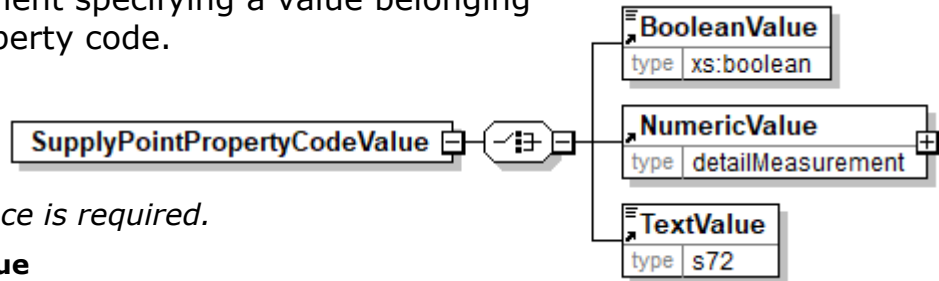 ment specifying a value belonging
perty code.
BooleanValue
type xs:boolean
SupplyPointPropertyCodeValue
NumericValue
type detailMeasurement
ce is required.
TextValue
type s72
ue